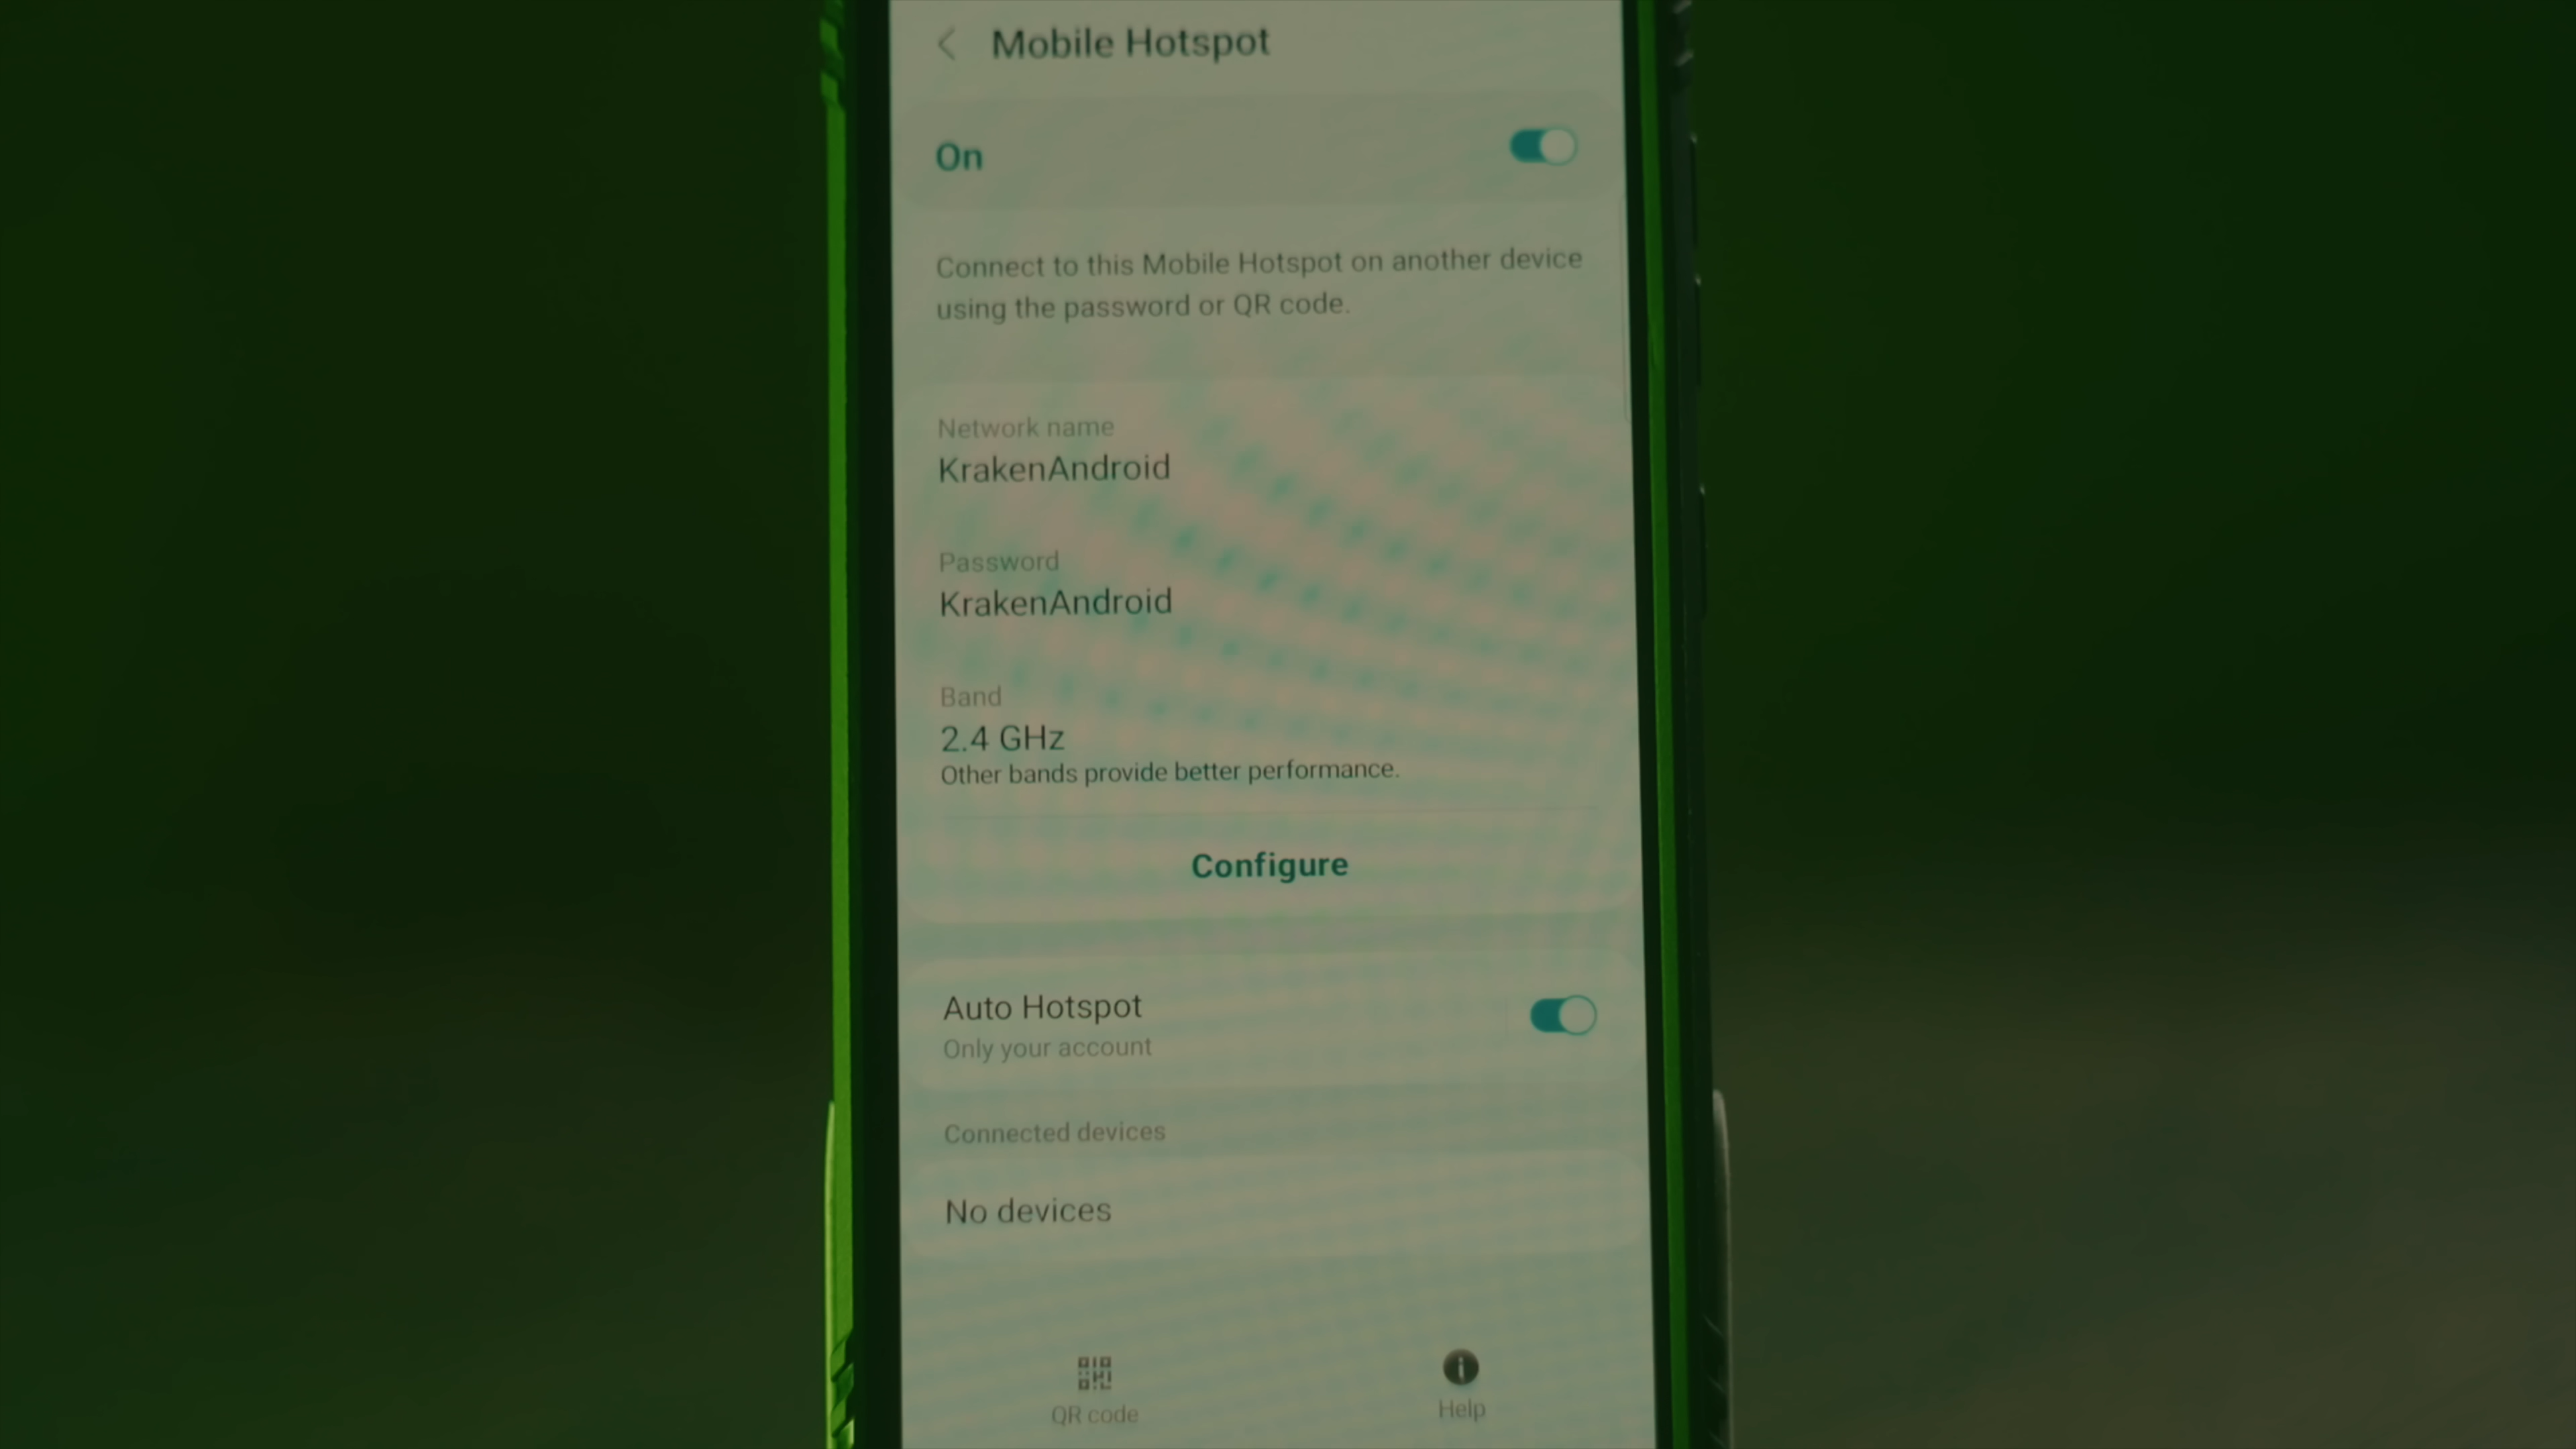 Mobile Hotspot
On
Connect to this Mobile Hotspot on another device
using the password or QR code.
Network name
KrakenAndroid
Password
KrakenAndroid
Band
2.4 GHz
Other bands provide better performance.
Configure
Auto Hotspot
Only your account
Connected devices
No devices
QR code
Help